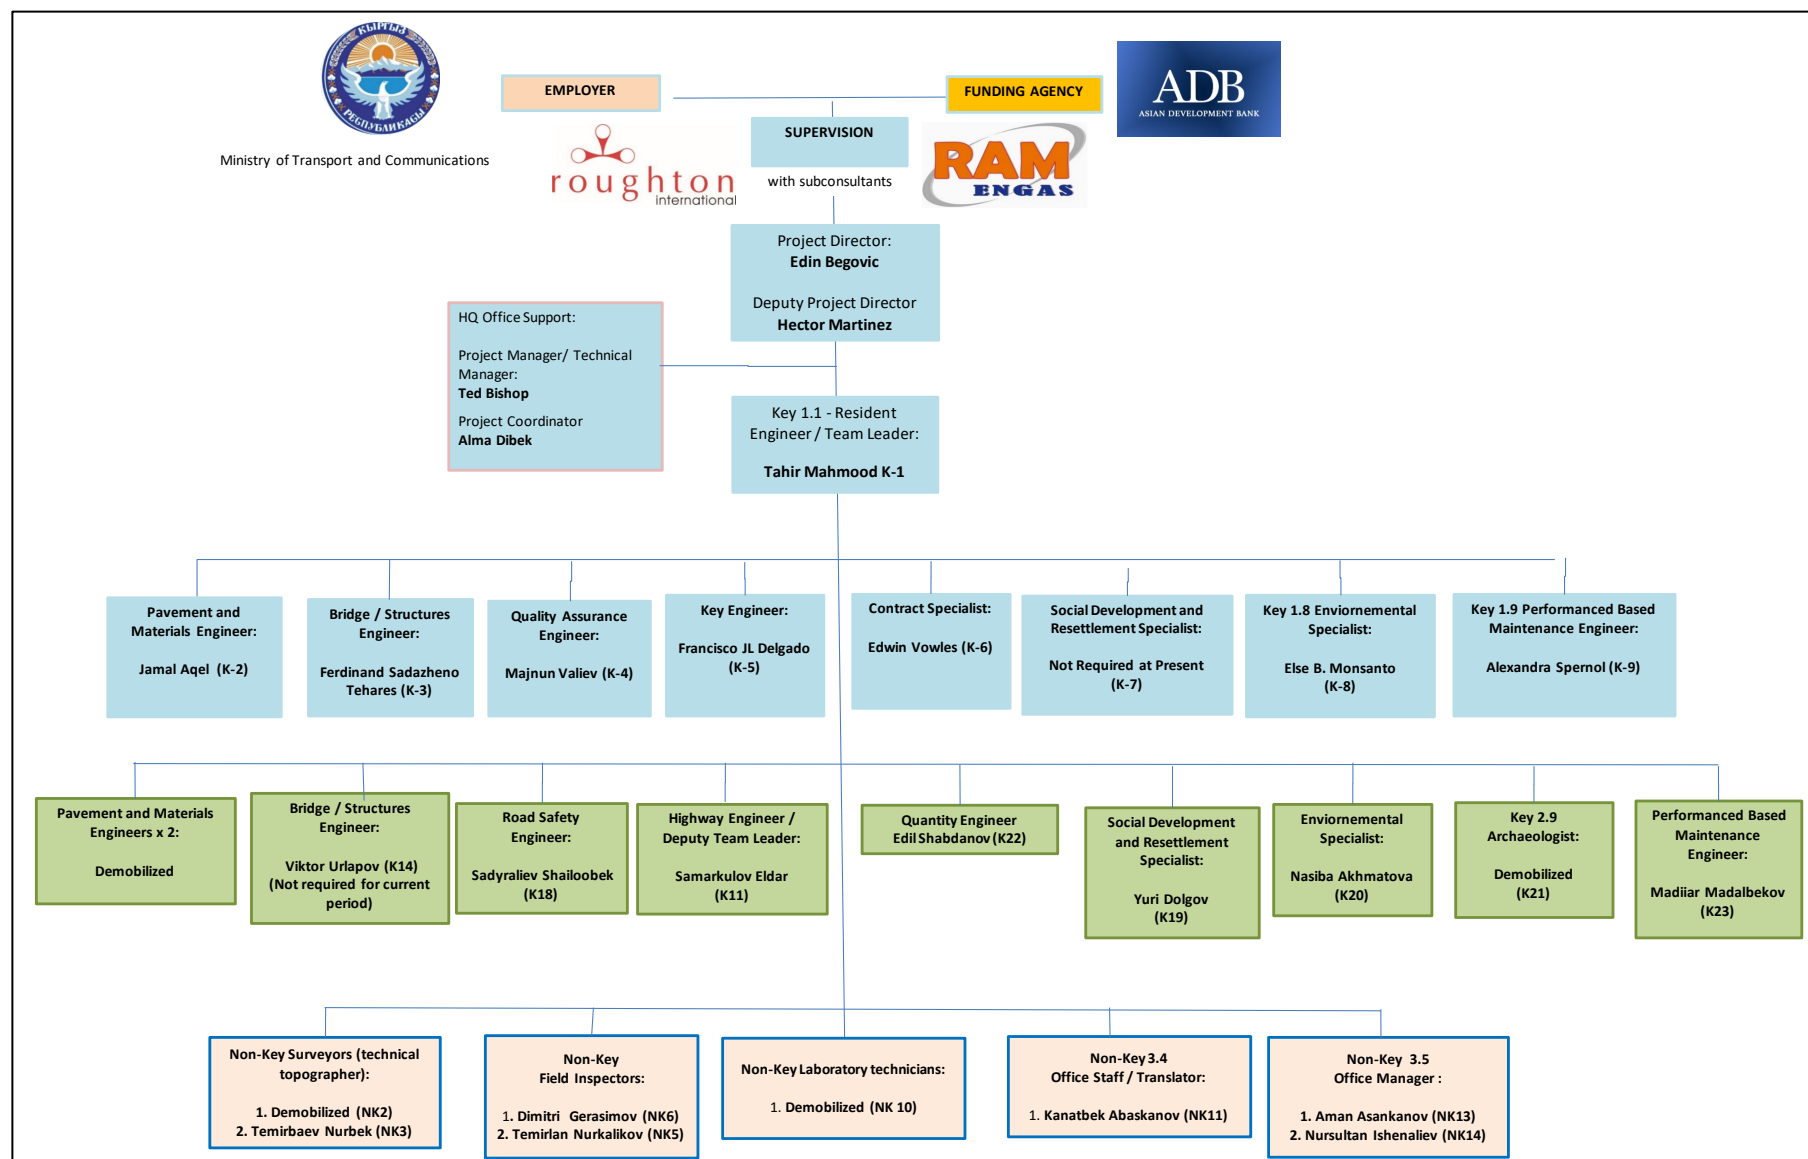 КЫРГЫЗ
РЕСПУБЛИКАСЫ
Ministry of Transport and Communications
EMPLOYER
FUNDING AGENCY
ADB
ASIAN DEVELOPMENT BANK
roughton
international
SUPERVISION
with subconsultants
RAM
ENGAS
Project Director:
Edin Begovic
Deputy Project Director
Hector Martinez
HQ Office Support:
Project Manager/ Technical
Manager:
Ted Bishop
Project Coordinator
Alma Dibek
Key 1.1 - Resident
Engineer / Team Leader:
Tahir Mahmood K-1
Pavement and
Materials Engineer:
Jamal Aqel (K-2)
Bridge / Structures
Engineer:
Ferdinand Sadazheno
Tehares (K-3)
Quality Assurance
Engineer:
Majnun Valiev (K-4)
Key Engineer:
Francisco JL Delgado
(K-5)
Contract Specialist:
Edwin Vowles (K-6)
Social Development and
Resettlement Specialist:
Not Required at Present
(K-7)
Key 1.8 Enviornemental
Specialist:
Else B. Monsanto
(K-8)
Key 1.9 Performanced Based
Maintenance Engineer:
Alexandra Spernol (K-9)
Pavement and Materials
Engineers x 2:
Demobilized
Bridge / Structures
Engineer:
Viktor Urlapov (K14)
(Not required for current
period)
Road Safety
Engineer:
Sadyraliev Shailoobek
(K18)
Highway Engineer /
Deputy Team Leader:
Samarkulov Eldar
(K11)
Quantity Engineer
Edil Shabdanov (K22)
Social Development
and Resettlement
Specialist:
Yuri Dolgov
(K19)
Enviornemental
Specialist:
Nasiba Akhmatova
(K20)
Key 2.9
Archaeologist:
Demobilized
(K21)
Performanced Based
Maintenance
Engineer:
Madiiar Madalbekov
(K23)
Non-Key Surveyors (technical
topographer):
1. Demobilized (NK2)
2. Temirbaev Nurbek (NK3)
Non-Key
Field Inspectors:
1. Dimitri Gerasimov (NK6)
2. Temirlan Nurkalikov (NK5)
Non-Key Laboratory technicians:
1. Demobilized (NK 10)
Non-Key 3.4
Office Staff / Translator:
1. Kanatbek Abaskanov (NK11)
Non-Key 3.5
Office Manager :
1. Aman Asankanov (NK13)
2. Nursultan Ishenaliev (NK14)